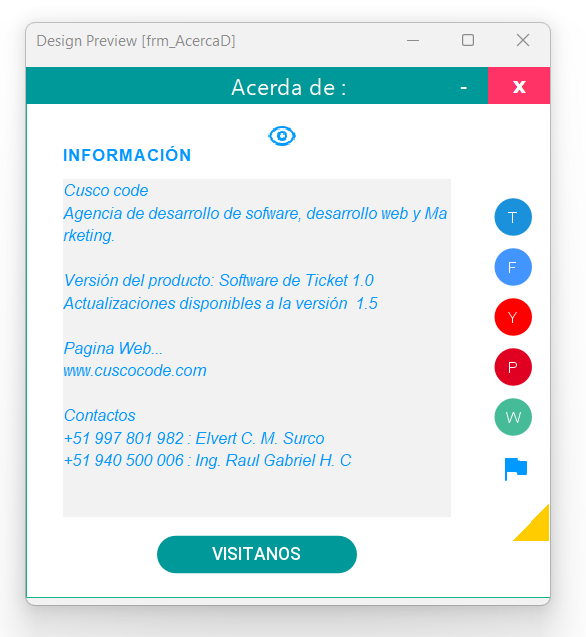 Design Preview [frm_AcercaD]
Acerda de :
-
x
INFORMACIÓN
Cusco code
Agencia de desarrollo de sofware, desarrollo web y Ma
rketing.
Versión del producto: Software de Ticket 1.0
Actualizaciones disponibles a la versión  1.5
Pagina Web...
www.cuscocode.com
Contactos
+51 997 801 982 : Elvert C. M. Surco
+51 940 500 006 : Ing. Raul Gabriel H. C
T
F
Y
P
W
VISITANOS